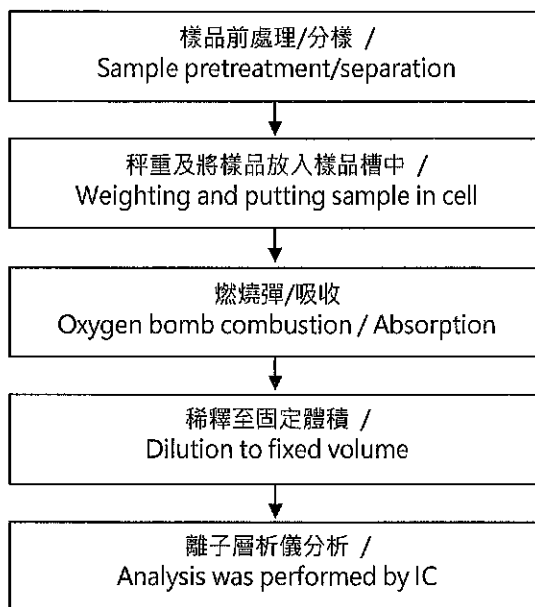 樣品前處理/分樣 /
Sample pretreatment/separation
秤重及將樣品放入樣品槽中 /
Weighting and putting sample in cell
燃燒彈/吸收
Oxygen bomb combustion / Absorption
稀釋至固定體積 /
Dilution to fixed volume
離子層析儀分析 /
Analysis was performed by IC